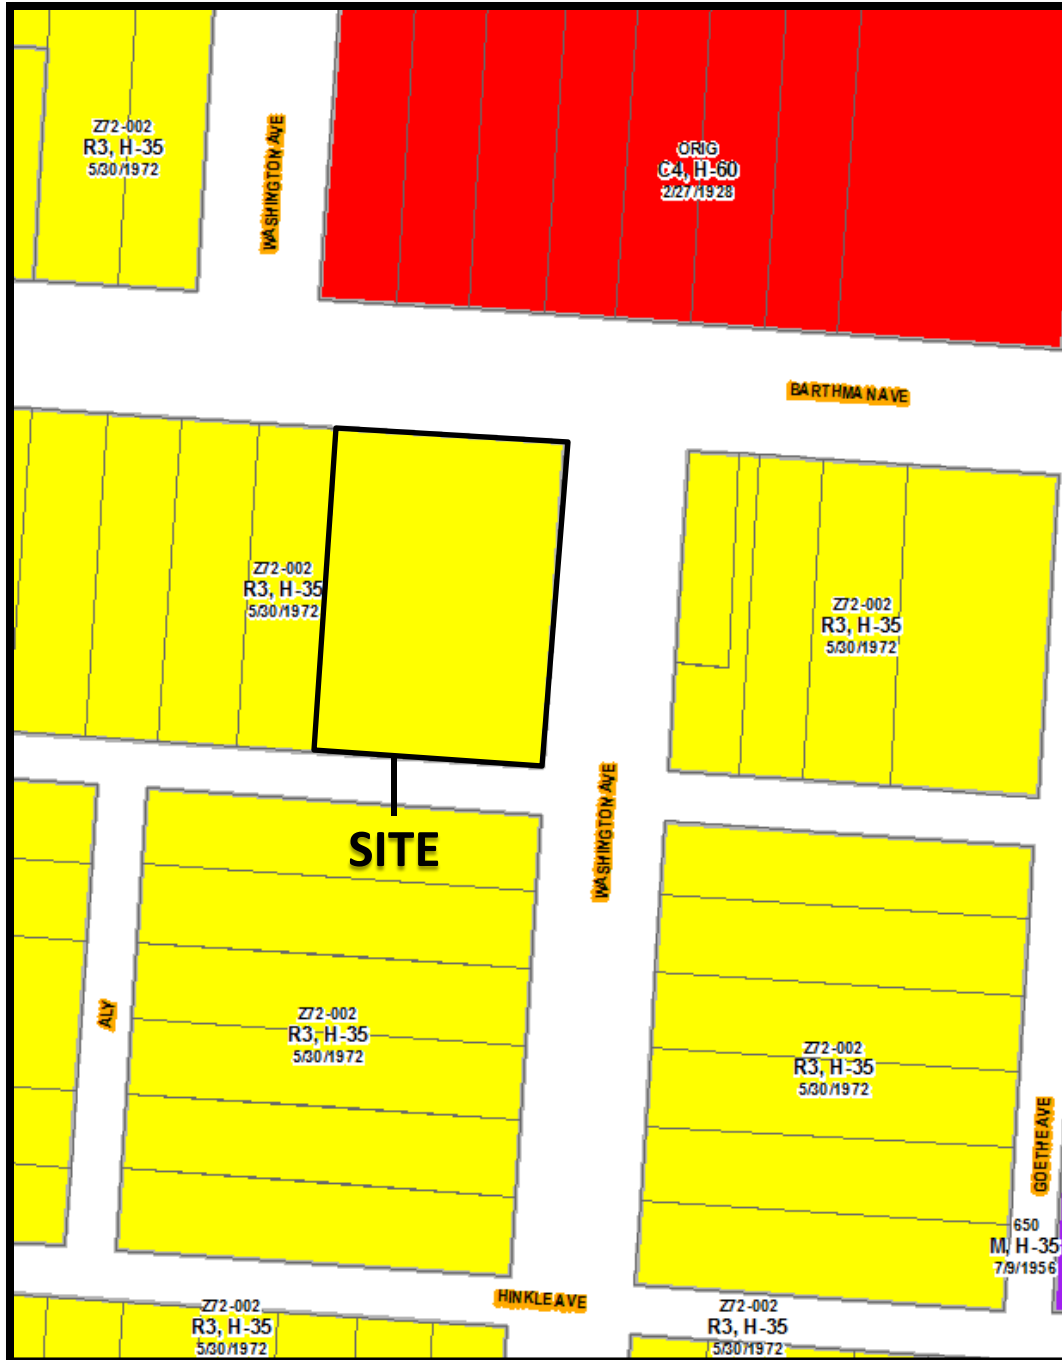 Z72-002
R3, H-35
5/30/1972
WASHINGTON AVE
ORIG
C4, H-60
2/27/1928
BARTHMAN AVE
Z72-002
R3, H-35
5/30/1972
Z72-002
R3, H-35
5/30/1972
WASHINGTON AVE
SITE
ALY
Z72-002
R3, H-35
5/30/1972
Z72-002
R3, H-35
5/30/1972
GOETHE AVE
650
M, H-35
7/9/1956
HINKLE AVE
Z72-002
R3, H-35
5/30/1972
Z72-002
R3, H-35
5/30/1972